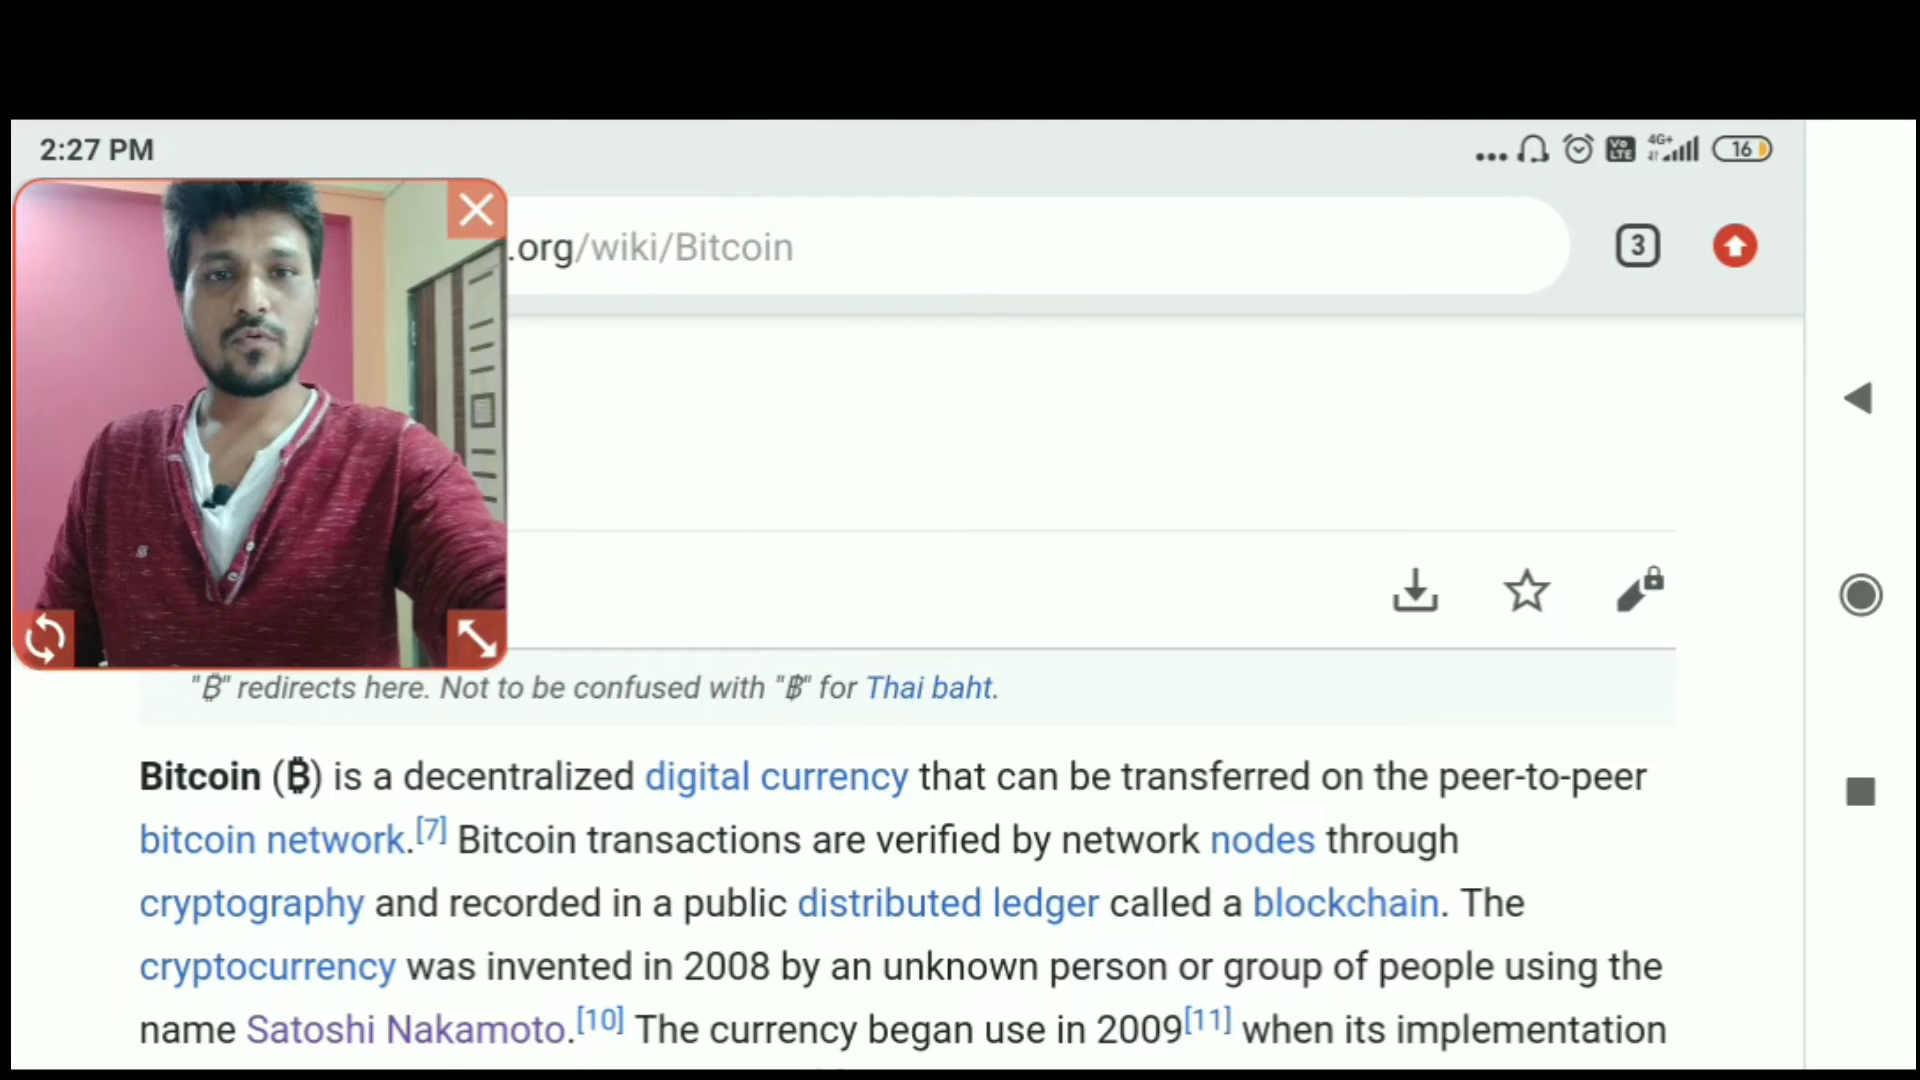 2:27 PM
Vo
LTE
4G+
16
.org/wiki/Bitcoin
3
"₿" redirects here. Not to be confused with "฿" for Thai baht.
Bitcoin (₿) is a decentralized digital currency that can be transferred on the peer-to-peer
bitcoin network.[7] Bitcoin transactions are verified by network nodes through
cryptography and recorded in a public distributed ledger called a blockchain. The
cryptocurrency was invented in 2008 by an unknown person or group of people using the
name Satoshi Nakamoto.[10] The currency began use in 2009[11] when its implementation